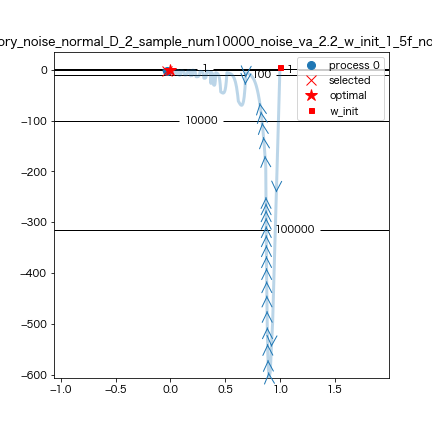 ory_noise_normal_D_2_sample_num10000_noise_va_2.2_w_init_1_5f_no
process 0
selected
optimal
w_init
1
100
1
10000
100000
0
−100
−200
−300
−400
−500
−600
−1.0 −0.5 0.0 0.5 1.0 1.5